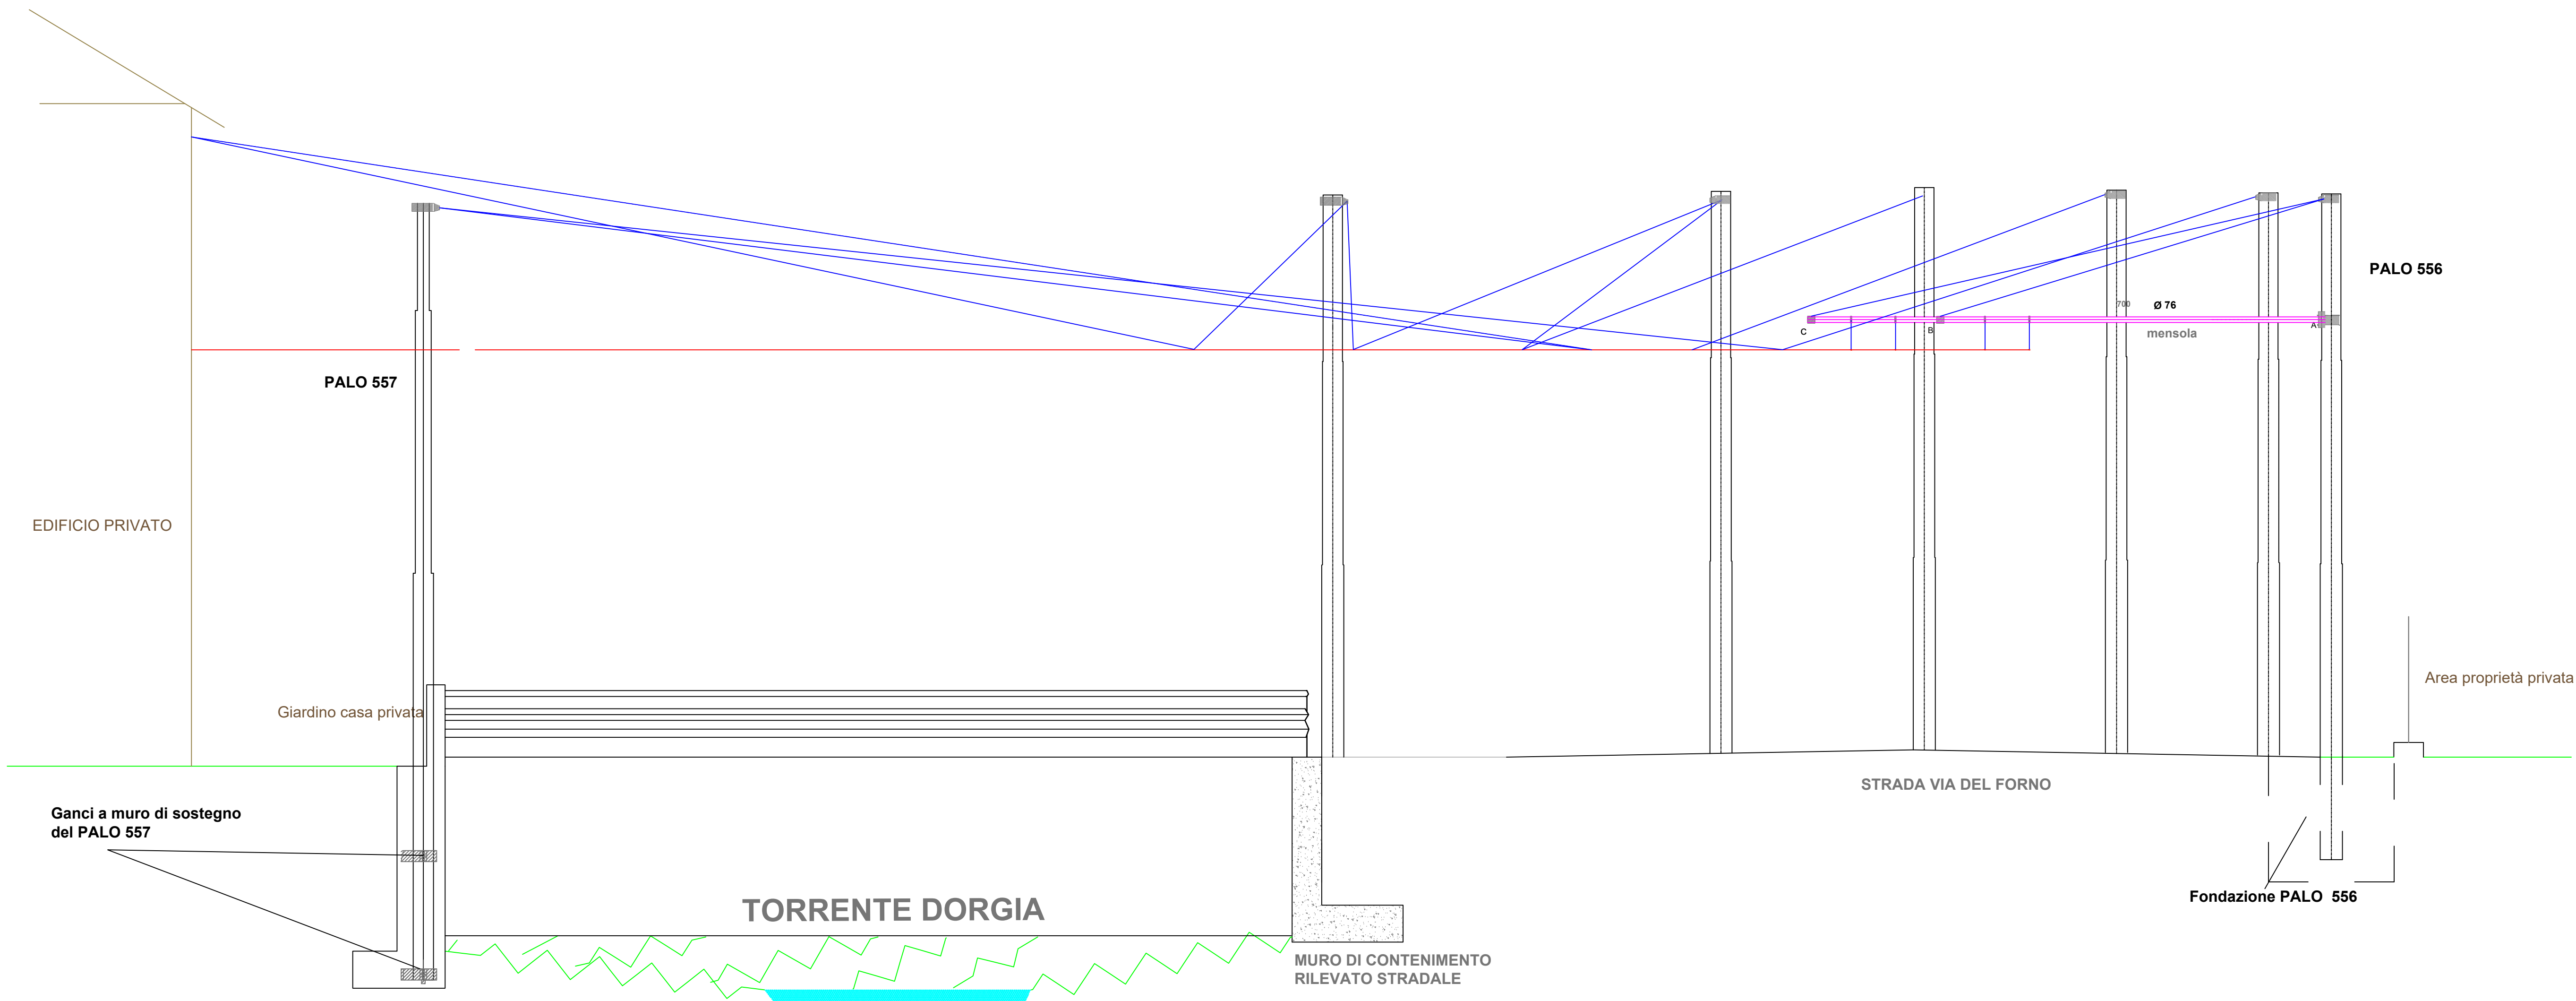 PALO 556
700
Ø 76
C
B
A
mensola
PALO 557
EDIFICIO PRIVATO
Area proprietà privata
Giardino casa privata
STRADA VIA DEL FORNO
Ganci a muro di sostegno
del PALO 557
TORRENTE DORGIA
Fondazione PALO 556
MURO DI CONTENIMENTO
RILEVATO STRADALE